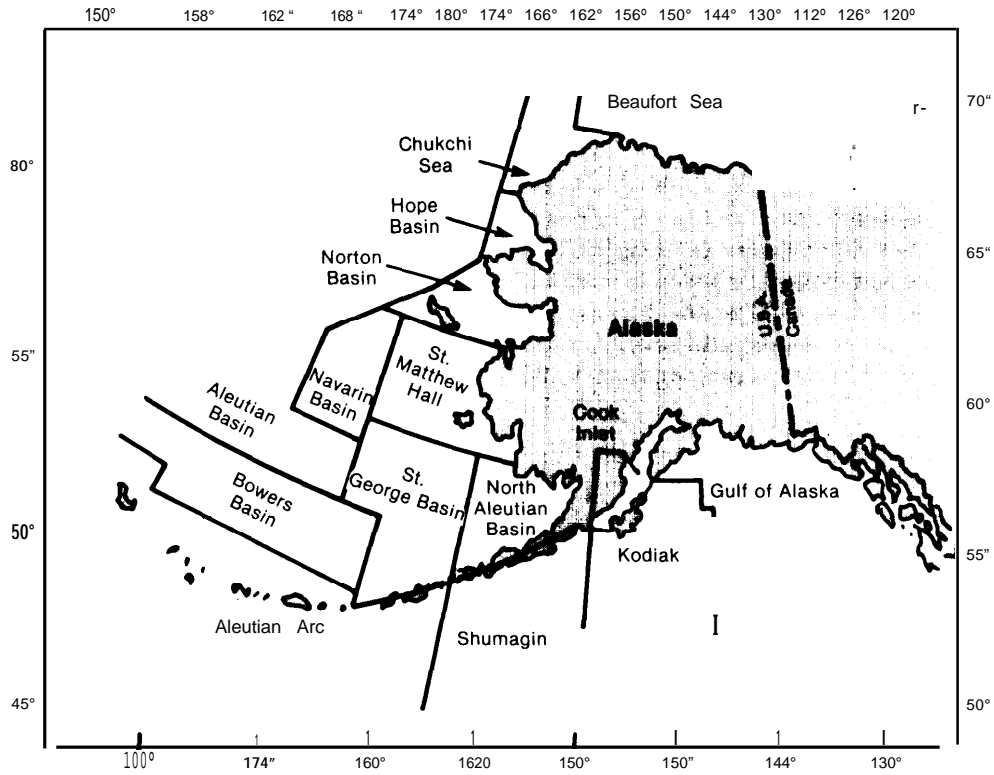 150° 158° 162 “ 168 “ 174° 180° 174° 166° 162° 156° 150° 144° 130° 112° 126° 120°
Beaufort Sea
r-
70“
Chukchi
Sea
80°
Hope
Basin
Norton
Basin
65“
U.S.A.
Canada
Alaska
55”
St.
Matthew
Hall
Navarin
Basin
Aleutian
Basin
60°
Cook
Inlet
St.
George Basin
Bowers
Basin
North
Aleutian
Basin
Gulf of Alaska
50°
Kodiak
55“
Aleutian Arc
Shumagin
I
45°
50°
100° 174“ 160° 1620 150° 150” 144° 130°